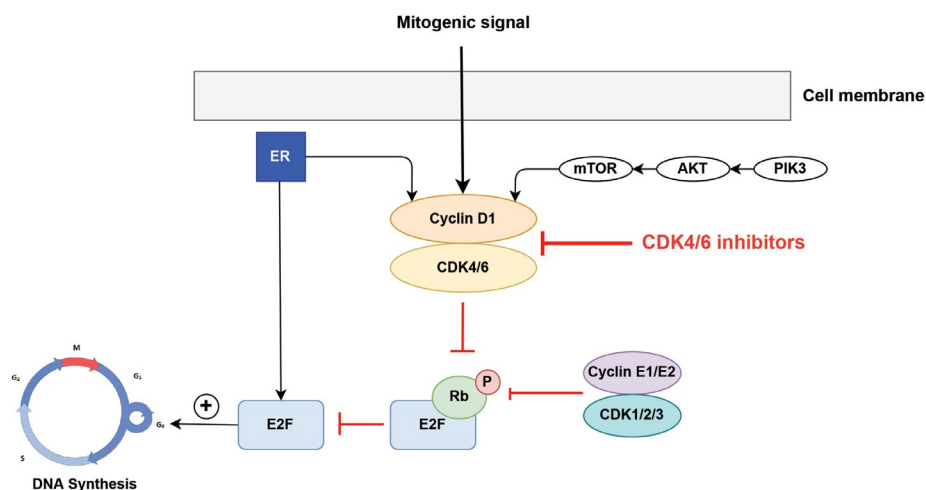 Mitogenic signal
Cell membrane
ER
mTOR
AKT
PIK3
Cyclin D1
CDK4/6 inhibitors
CDK4/6
M
G₂
G₁
Cyclin E1/E2
P
Rb
CDK1/2/3
+
G₀
E2F
E2F
S
DNA Synthesis